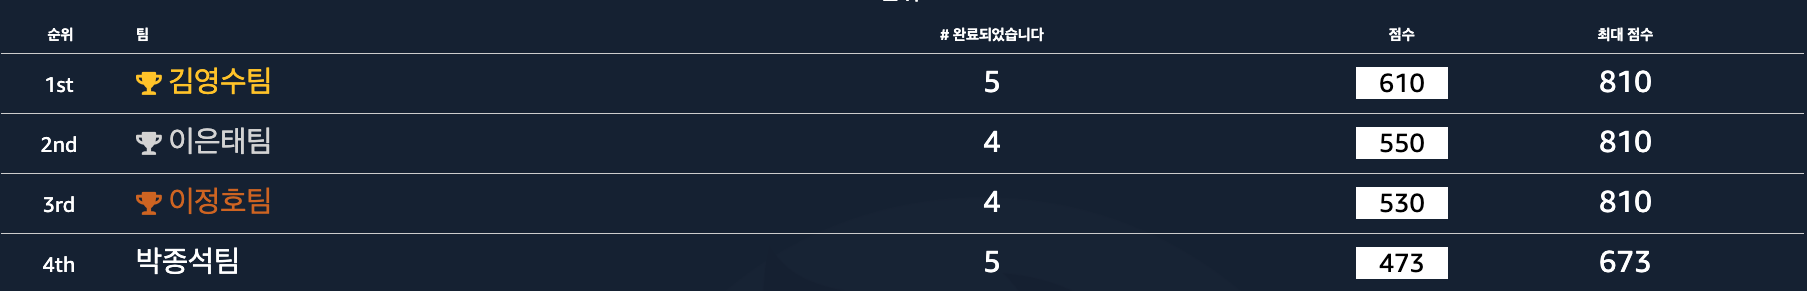 순위 팀 # 완료되었습니다 점수 최대 점수
1st 김영수팀 5 610 810
2nd 이은태팀 4 550 810
3rd 이정호팀 4 530 810
4th 박종석팀 5 473 673